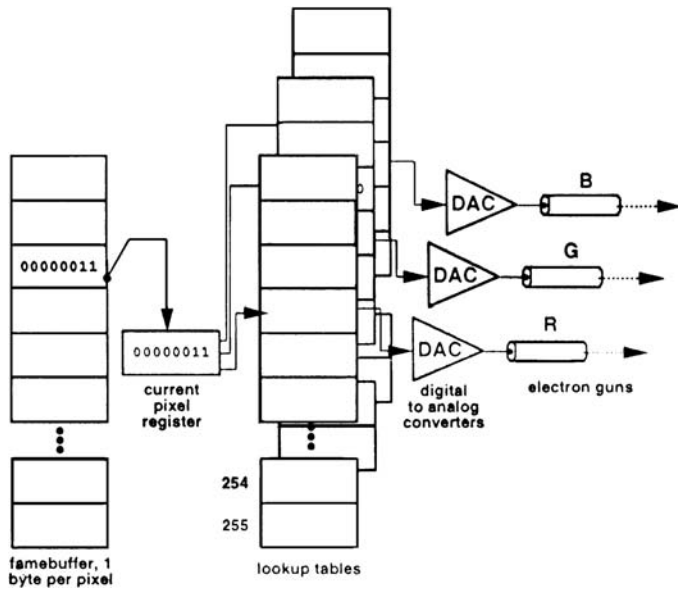 B
DAC
G
00000011
DAC
R
00000011
DAC
current
pixel
register
digital
to analog
converters
electron guns
254
255
famebuffer, 1
byte per pixel
lookup tables